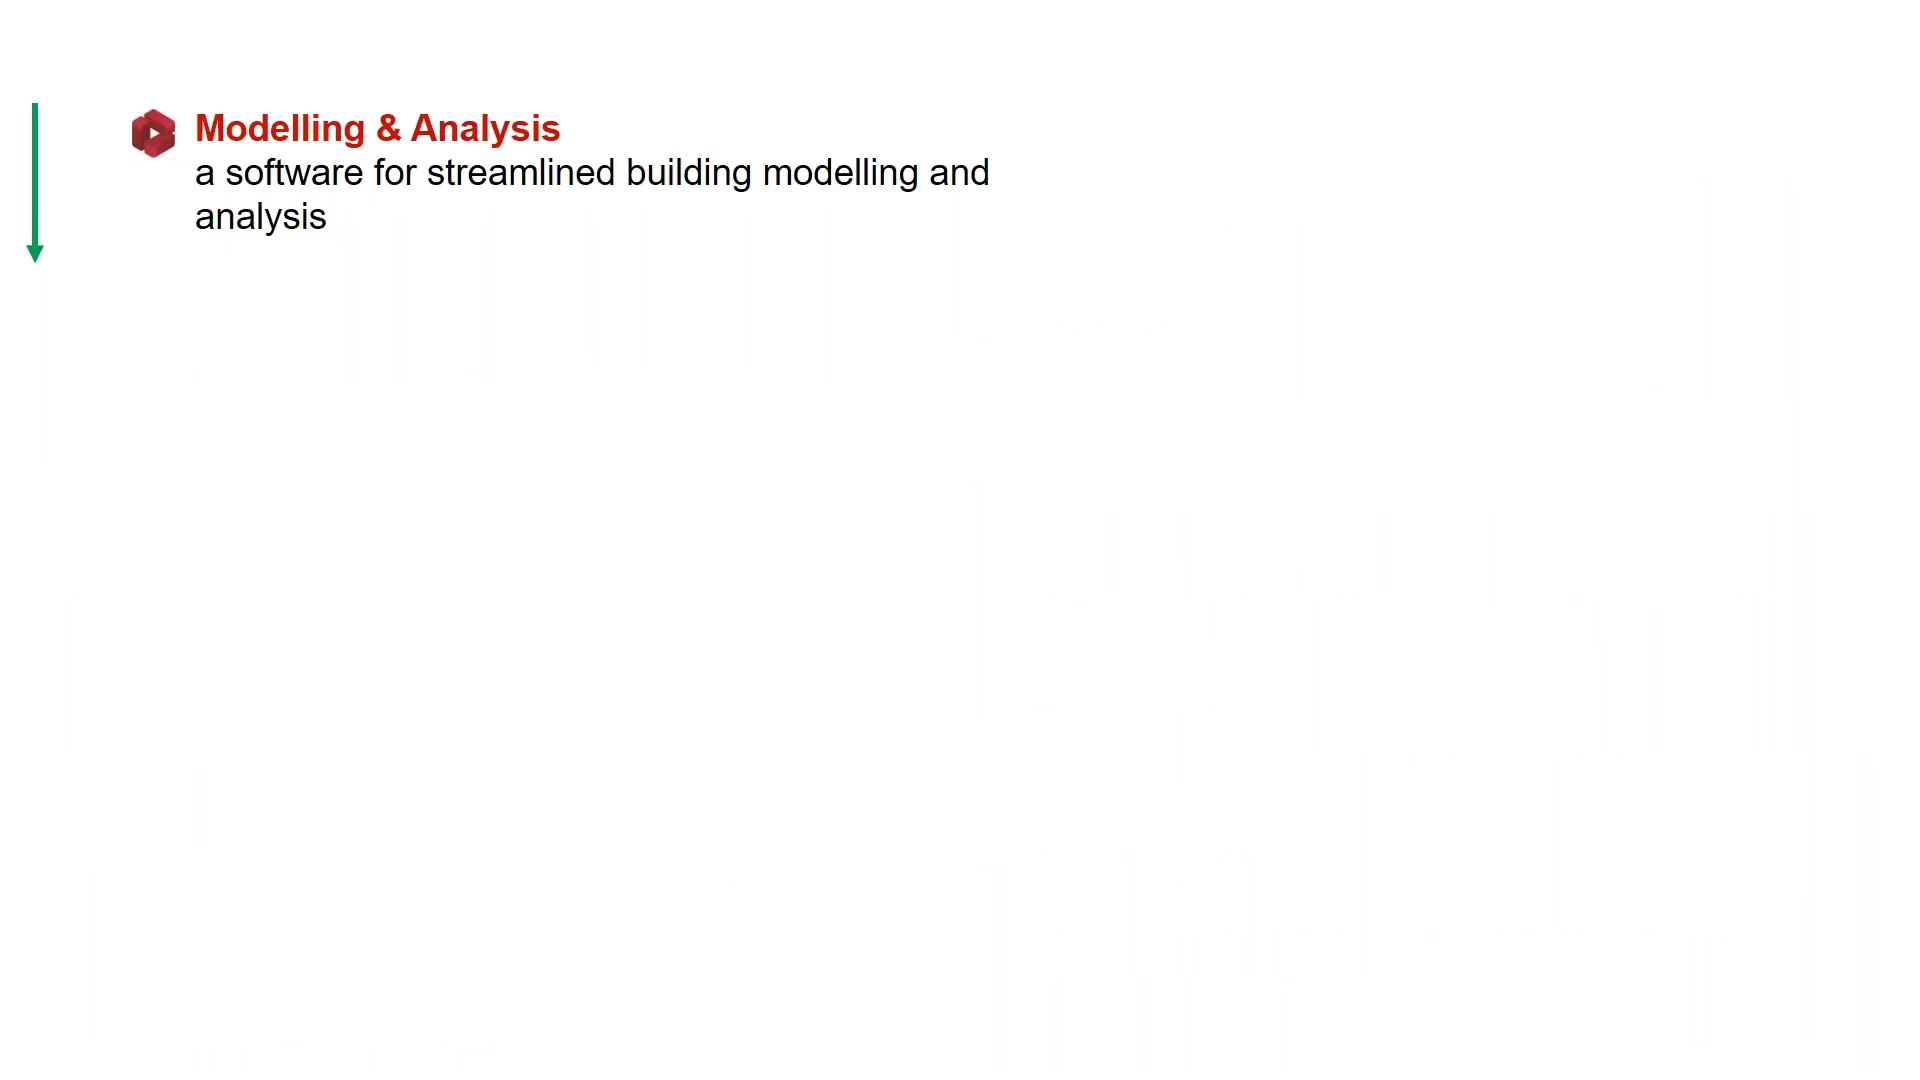 Modelling & Analysis
a software for streamlined building modelling and
analysis